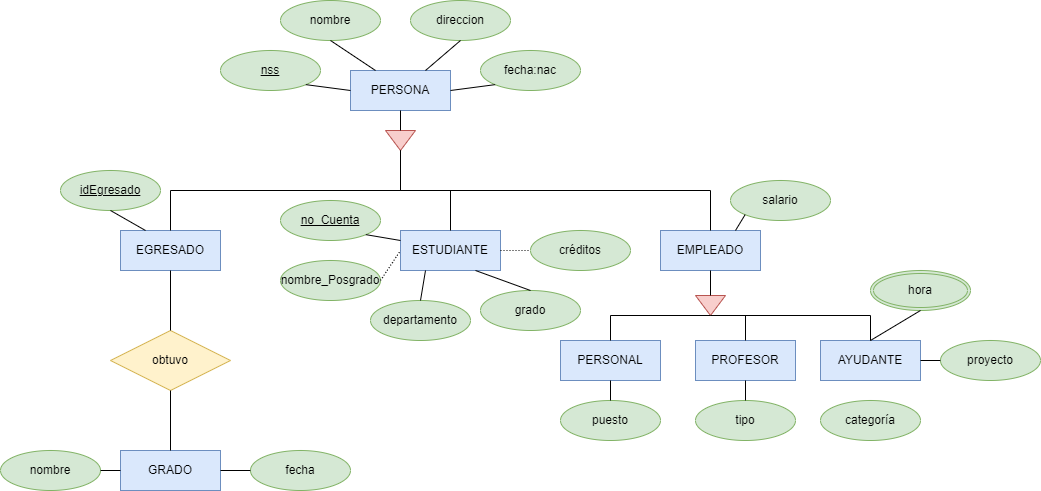 nombre
direccion
nss
fecha:nac
PERSONA
idEgresado
no_Cuenta
salario
EGRESADO
ESTUDIANTE
créditos
EMPLEADO
nombre_Posgrado
hora
departamento
grado
obtuvo
PERSONAL
PROFESOR
AYUDANTE
proyecto
puesto
tipo
categoría
nombre
GRADO
fecha